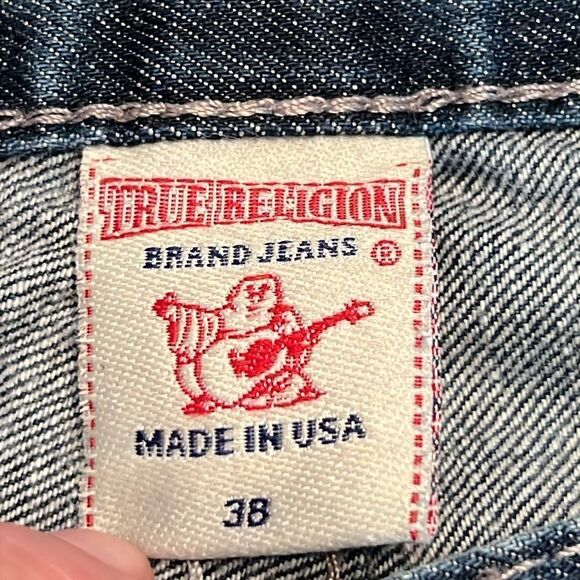 TRUE RELIGION
BRAND JEANS ®
MADE IN USA
38